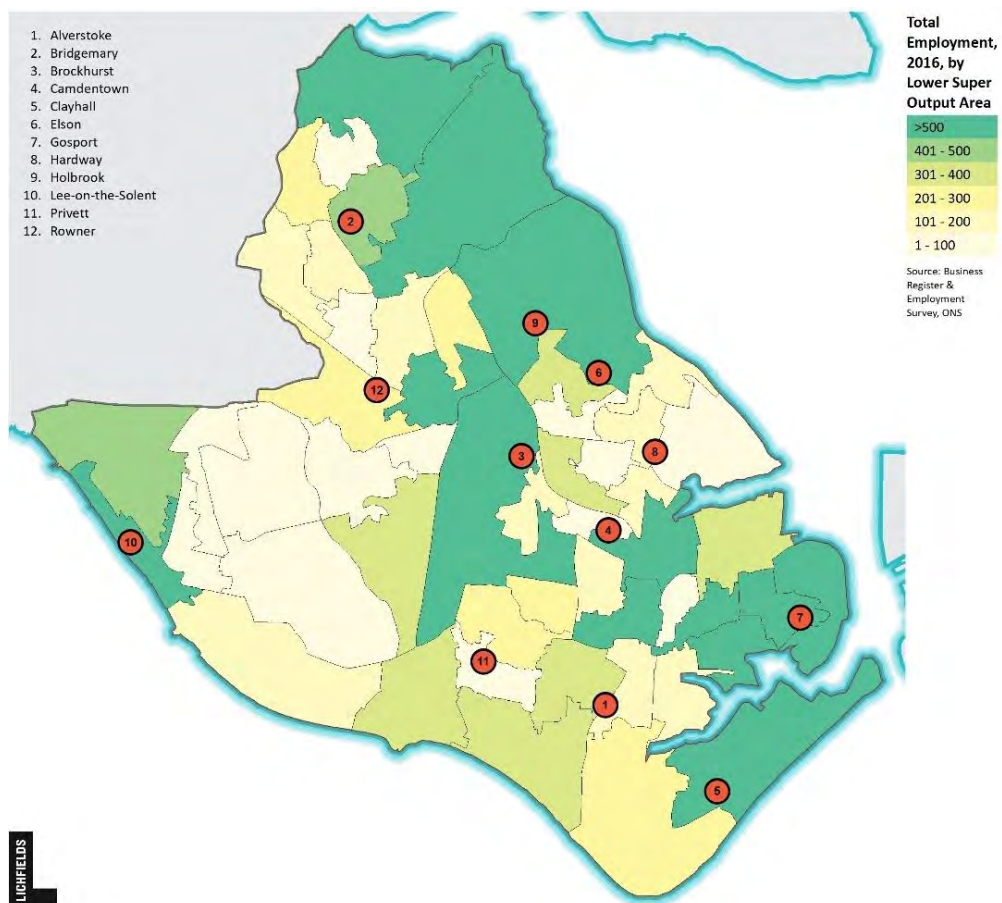 1. Alverstoke
2. Bridgemary
3. Brockhurst
4. Camdentown
5. Clayhall
6. Elson
7. Gosport
8. Hardway
9. Holbrook
10. Lee-on-the-Solent
11. Privett
12. Rowner
Total
Employment,
2016, by
Lower Super
Output Area
>500
401 - 500
301 - 400
201 - 300
101 - 200
1 - 100
Source: Business
Register &
Employment
Survey, ONS
2
9
6
12
3
8
4
10
7
11
1
5
LICHFIELDS